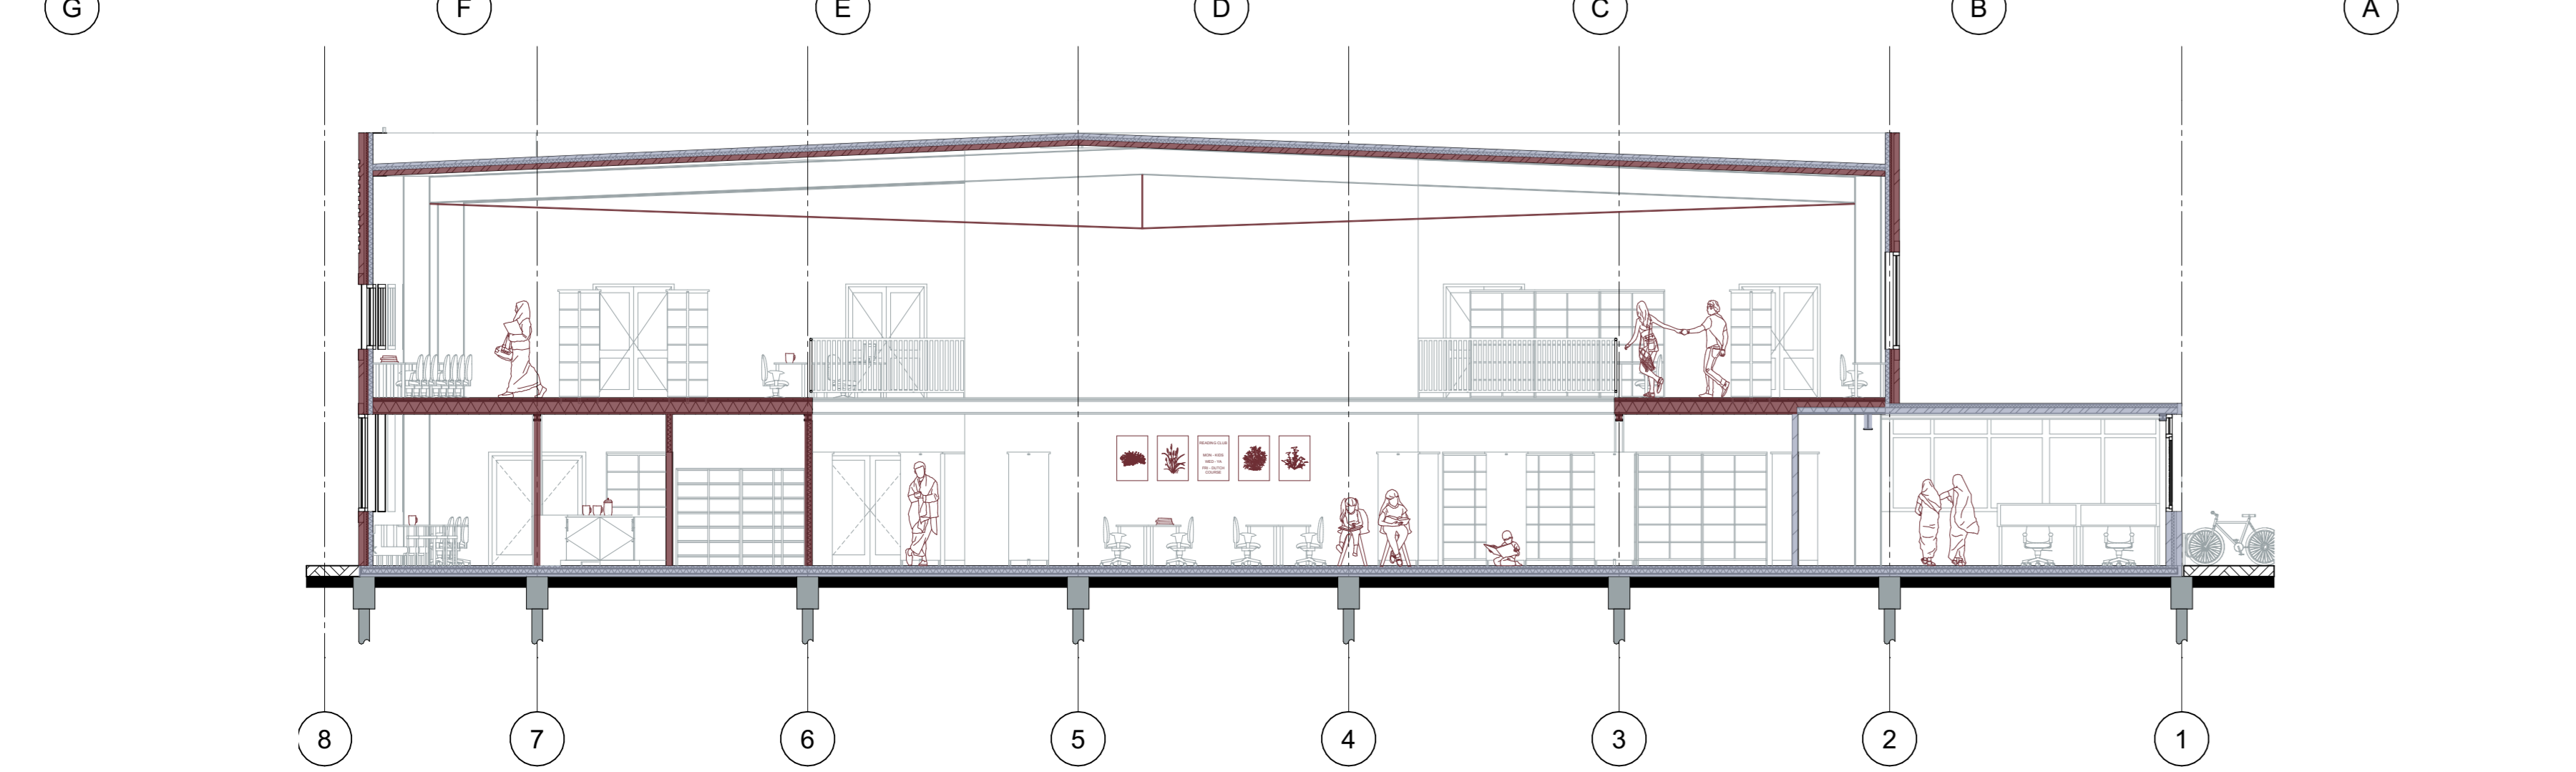 G F E D C B A
READING CLUB
MON - KIDS
WED - YA
FRI - DUTCH
COURSE
8 7 6 5 4 3 2 1